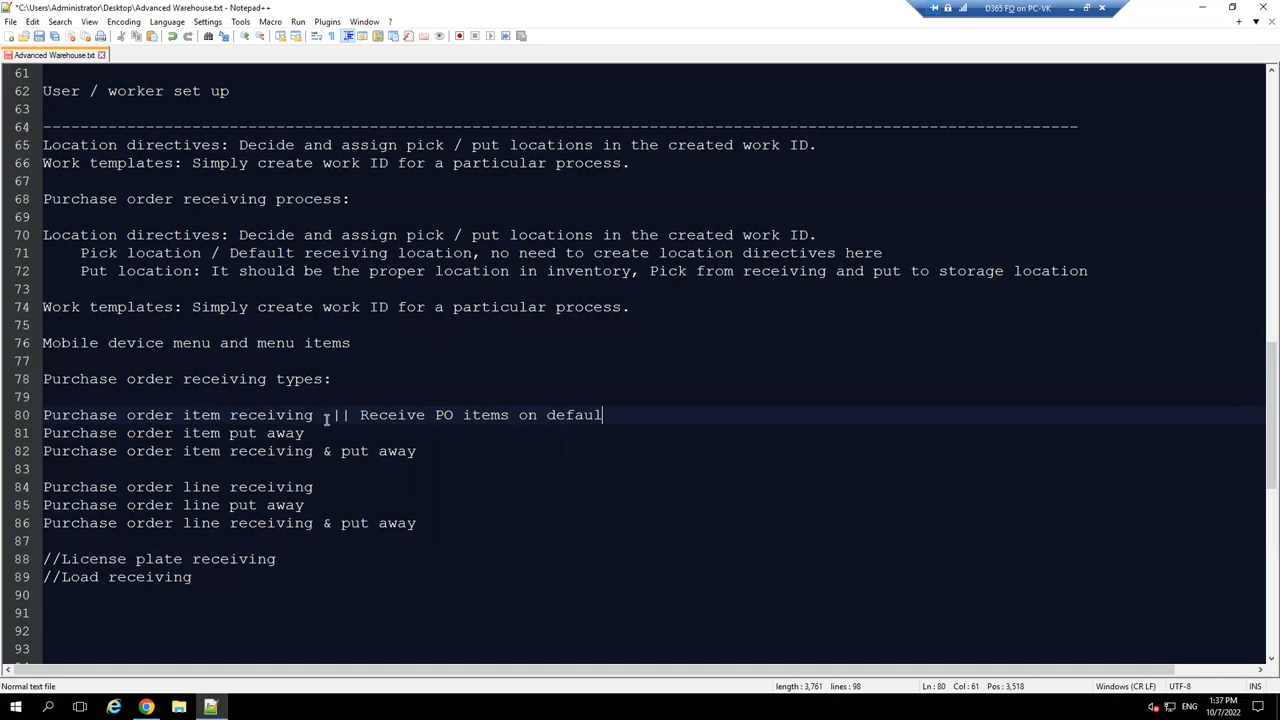 *C:\Users\Administrator\Desktop\Advanced Warehouse.txt - Notepad++
D365 FO on PC-VK
File Edit Search View Encoding Language Settings Tools Macro Run Plugins Window ?
Advanced Warehouse.txt
61
62 User / worker set up
63
64 ---------------------------------------------------------------------------------------------------------------
65 Location directives: Decide and assign pick / put locations in the created work ID.
66 Work templates: Simply create work ID for a particular process.
67
68 Purchase order receiving process:
69
70 Location directives: Decide and assign pick / put locations in the created work ID.
71 Pick location / Default receiving location, no need to create location directives here
72 Put location: It should be the proper location in inventory, Pick from receiving and put to storage location
73
74 Work templates: Simply create work ID for a particular process.
75
76 Mobile device menu and menu items
77
78 Purchase order receiving types:
79
80 Purchase order item receiving || Receive PO items on defaul
81 Purchase order item put away
82 Purchase order item receiving & put away
83
84 Purchase order line receiving
85 Purchase order line put away
86 Purchase order line receiving & put away
87
88 //License plate receiving
89 //Load receiving
90
91
92
93
Normal text file length : 3,761 lines : 98 Ln : 80 Col : 61 Pos : 3,518 Windows (CR LF) UTF-8 INS
ENG 1:37 PM
10/7/2022